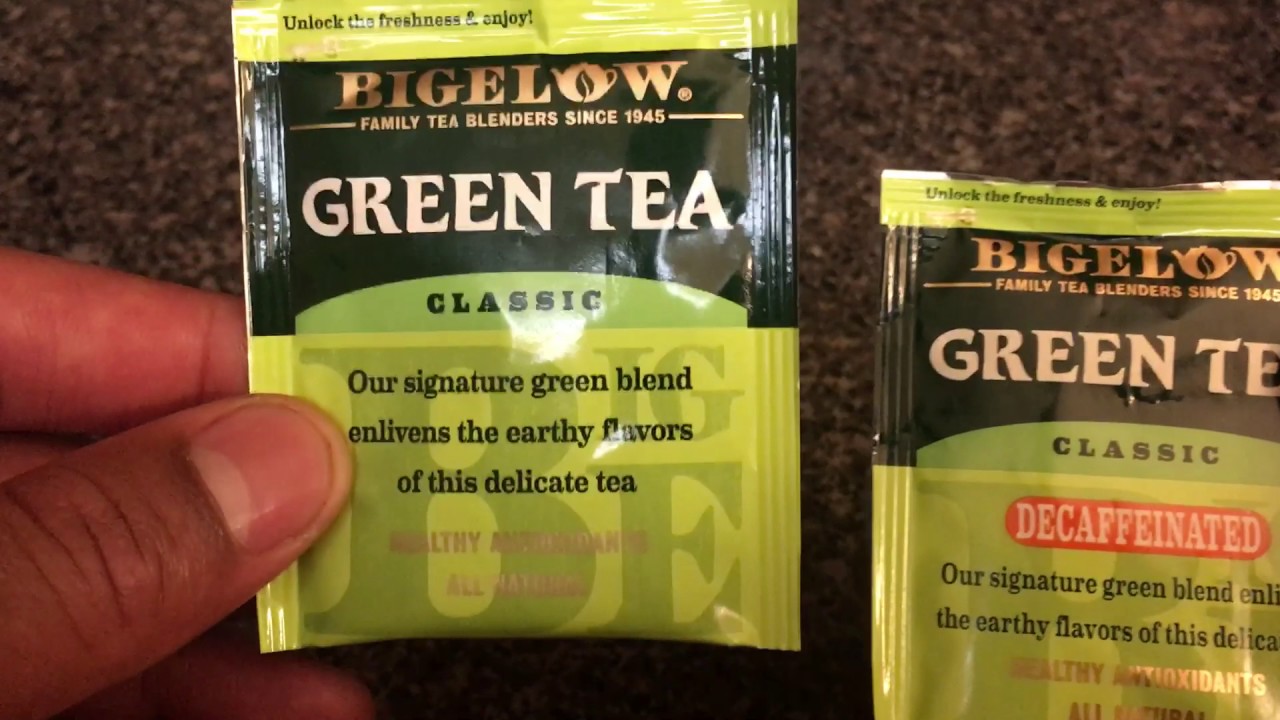 Unlock the freshness & enjoy!
BIGELOW®
FAMILY TEA BLENDERS SINCE 1945
GREEN TEA
CLASSIC
Our signature green blend
enlivens the earthy flavors
of this delicate tea
HEALTHY ANTIOXIDANTS
ALL NATURAL
Unlock the freshness & enjoy!
BIGELOW
FAMILY TEA BLENDERS SINCE 1945
GREEN TE
CLASSIC
DECAFFEINATED
Our signature green blend enli
the earthy flavors of this delica
HEALTHY ANTIOXIDANTS
ALL NATURAL